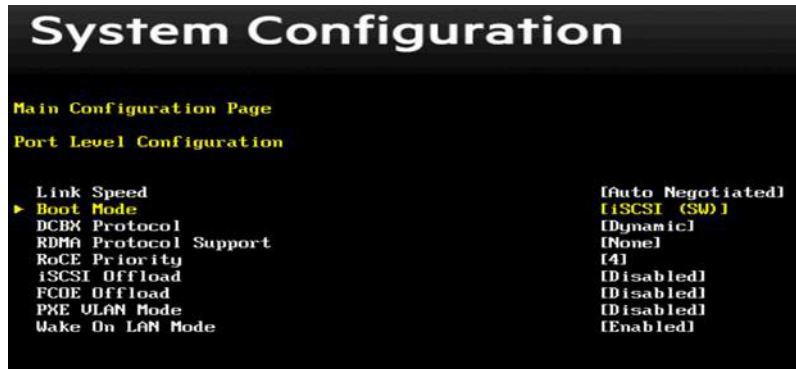 System Configuration
Main Configuration Page
Port Level Configuration
Link Speed [Auto Negotiated]
► Boot Mode [iSCSI (SW)]
DCBX Protocol [Dynamic]
RDMA Protocol Support [None]
RoCE Priority [4]
iSCSI Offload [Disabled]
FCOE Offload [Disabled]
PXE VLAN Mode [Disabled]
Wake On LAN Mode [Enabled]